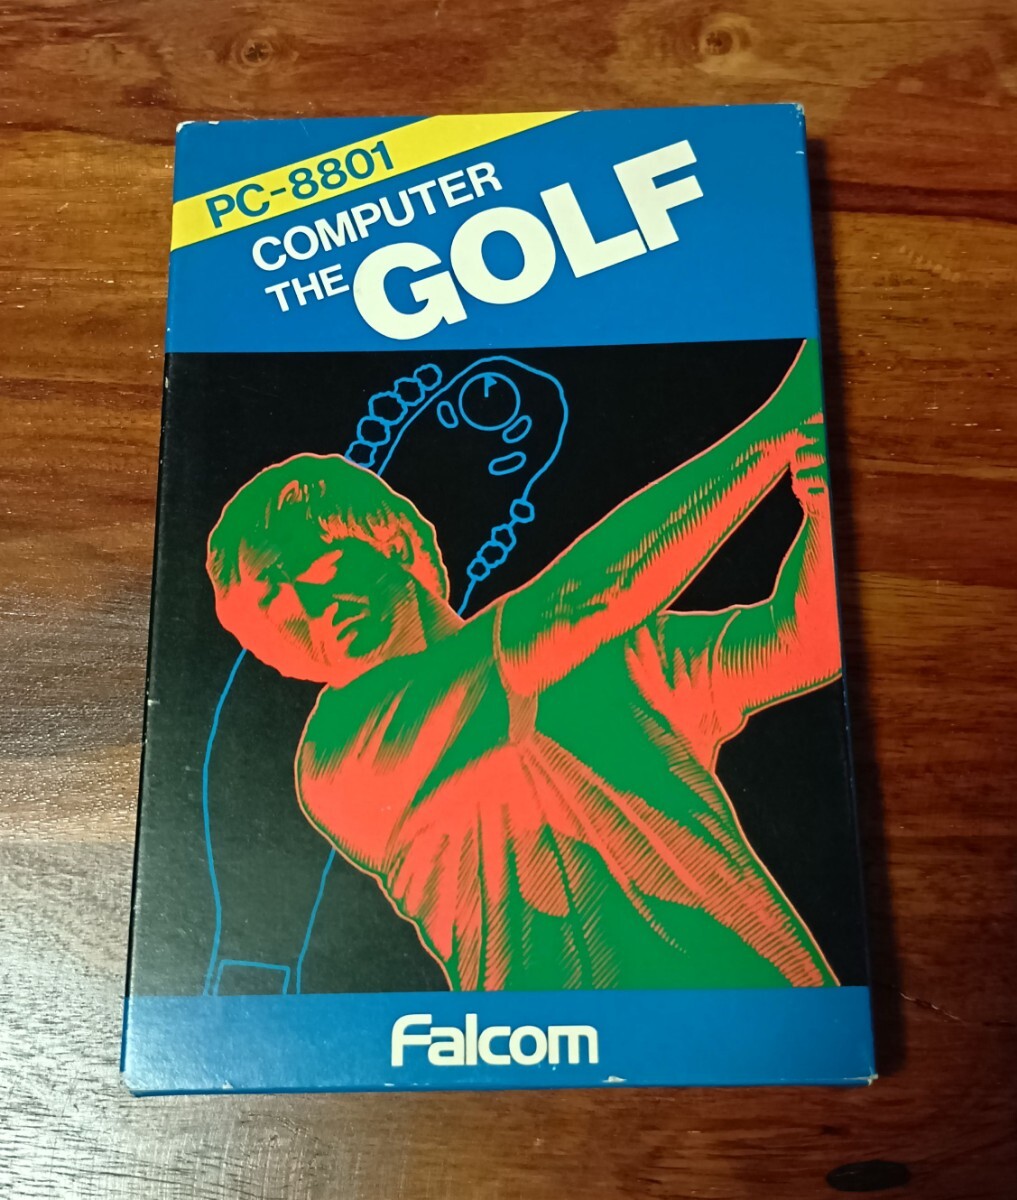 PC-8801
COMPUTER
THE GOLF
Falcom